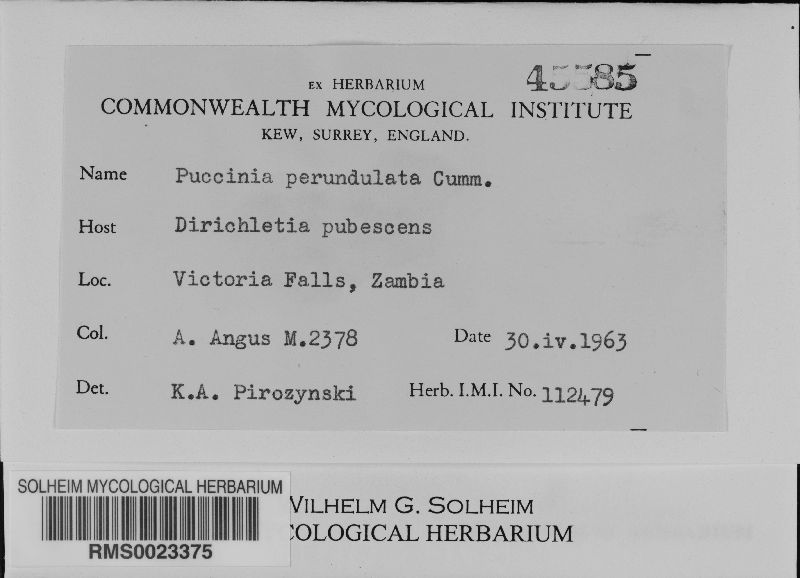 45585
EX HERBARIUM
COMMONWEALTH MYCOLOGICAL INSTITUTE
KEW, SURREY, ENGLAND.
Name Puccinia perundulata Cumm.
Host Dirichletia pubescens
Loc. Victoria Falls, Zambia
Col. A. Angus M.2378 Date 30.iv.1963
Det. K.A. Pirozynski Herb. I.M.I. No. 112479
SOLHEIM MYCOLOGICAL HERBARIUM
RMS0023375
VILHELM G. SOLHEIM
COLOGICAL HERBARIUM